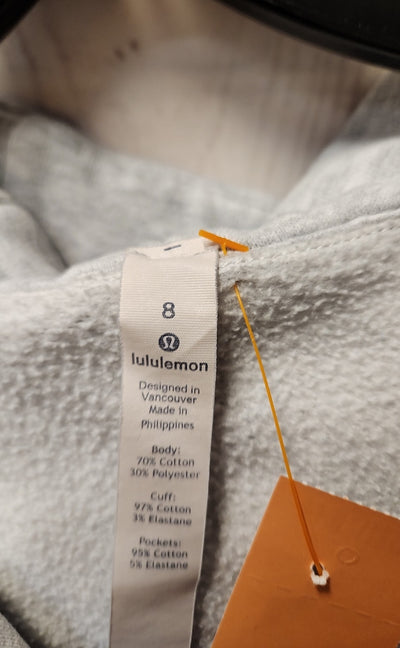 8
lululemon
Designed in
Vancouver
Made in
Philippines
Body:
70% Cotton
30% Polyester
Cuff:
97% Cotton
3% Elastane
Pockets:
95% Cotton
5% Elastane